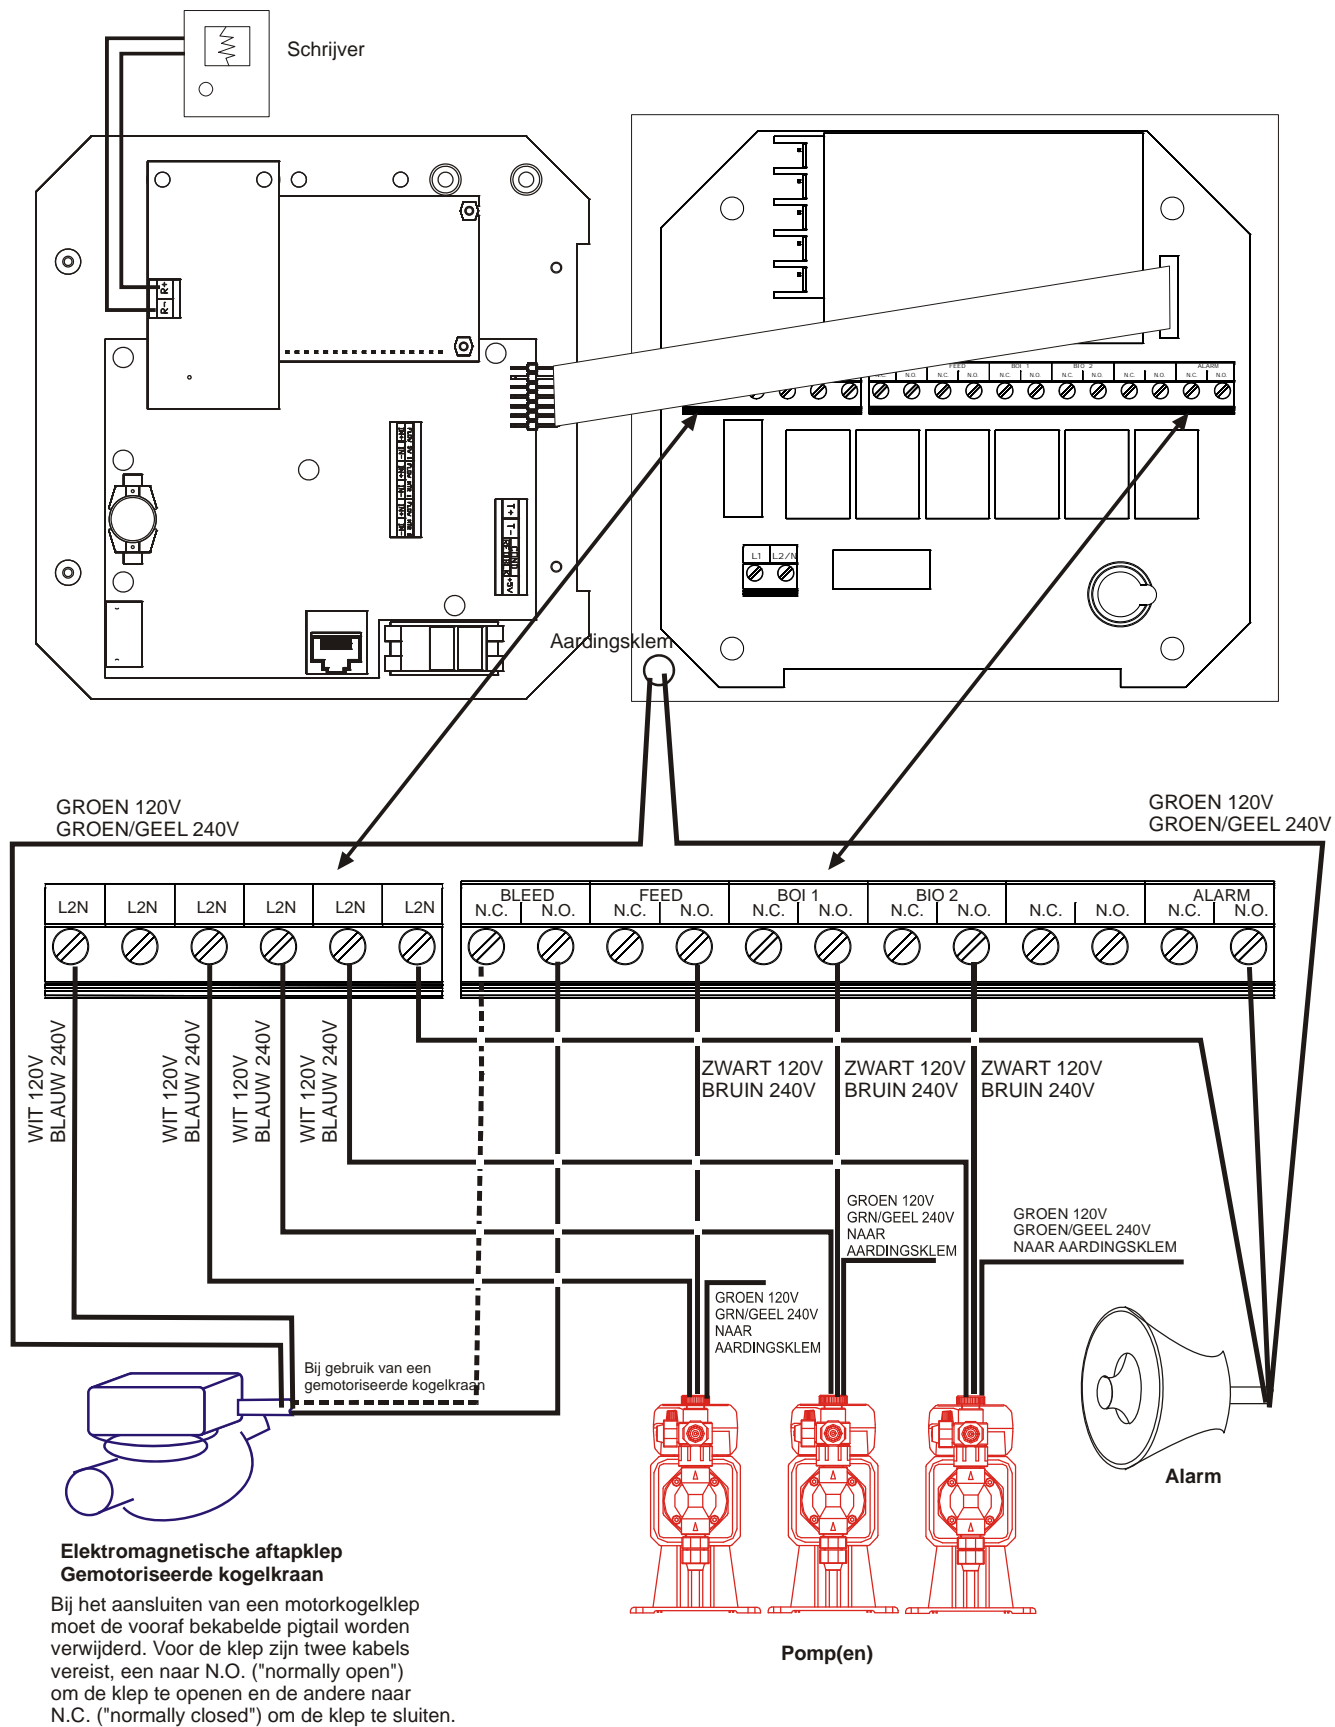 Schrijver
R+
R-
FEED
BOI 1
BIO 2
ALARM
N.C. N.O. N.C. N.O. N.C. N.O. N.C. N.O. N.C. N.O. N.C. N.O.
T+
T-
+5V
L1 L2/N
Aardingsklem
GROEN 120V
GROEN/GEEL 240V
GROEN 120V
GROEN/GEEL 240V
L2N L2N L2N L2N L2N L2N
BLEED FEED BOI 1 BIO 2 ALARM
N.C. N.O. N.C. N.O. N.C. N.O. N.C. N.O. N.C. N.O. N.C. N.O.
WIT 120V
BLAUW 240V
WIT 120V
BLAUW 240V
WIT 120V
BLAUW 240V
WIT 120V
BLAUW 240V
ZWART 120V
BRUIN 240V
ZWART 120V
BRUIN 240V
ZWART 120V
BRUIN 240V
GROEN 120V
GRN/GEEL 240V
NAAR
AARDINGSKLEM
GROEN 120V
GROEN/GEEL 240V
NAAR AARDINGSKLEM
GROEN 120V
GRN/GEEL 240V
NAAR
AARDINGSKLEM
Bij gebruik van een
gemotoriseerde kogelkraan
Alarm
Elektromagnetische aftapklep
Gemotoriseerde kogelkraan
Bij het aansluiten van een motorkogelklep
moet de vooraf bekabelde pigtail worden
verwijderd. Voor de klep zijn twee kabels
vereist, een naar N.O. ("normally open")
om de klep te openen en de andere naar
N.C. ("normally closed") om de klep te sluiten.
Pomp(en)